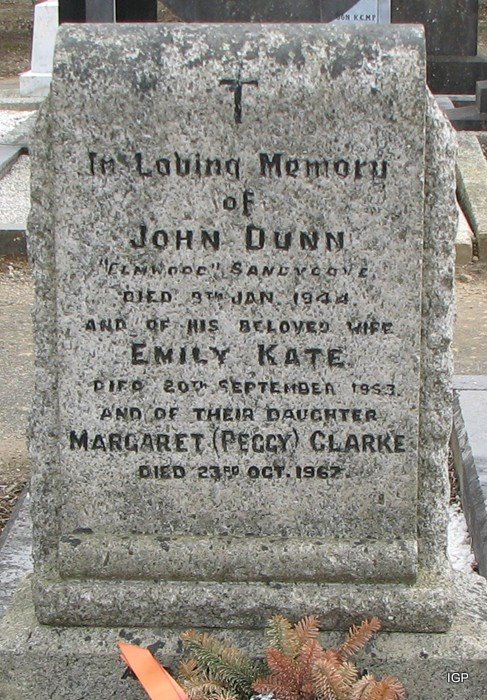 OON K.C.M.P.
In Loving Memory
of
JOHN DUNN
"ELMWOOD" SANDYCOVE
DIED 9TH JAN. 1944.
AND OF HIS BELOVED WIFE
EMILY KATE
DIED 20TH SEPTEMBER 1953.
AND OF THEIR DAUGHTER
MARGARET (PEGGY) CLARKE
DIED 23RD OCT. 1967.
IGP